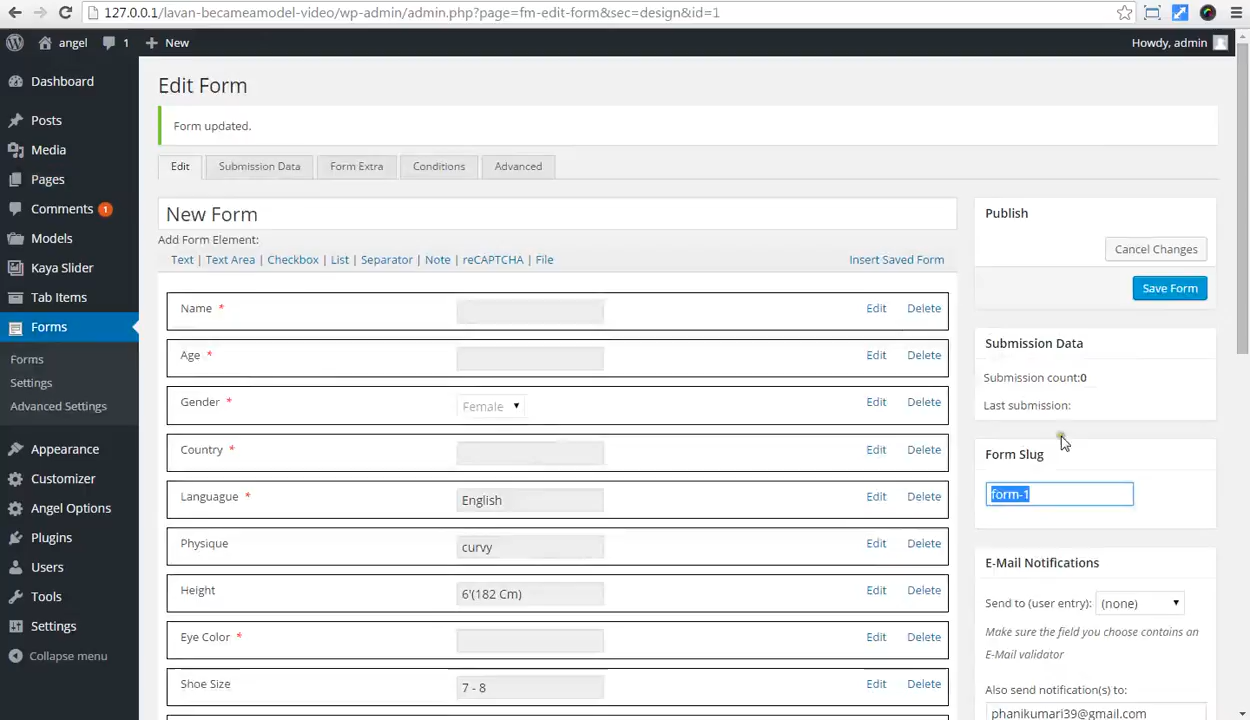 127.0.0.1/lavan-becameamodel-video/wp-admin/admin.php?page=fm-edit-form&sec=design&id=1
angel 1 New Howdy, admin
Dashboard
Posts
Media
Pages
Comments 1
Models
Kaya Slider
Tab Items
Forms
Forms
Settings
Advanced Settings
Appearance
Customizer
Angel Options
Plugins
Users
Tools
Settings
Collapse menu
Edit Form
Form updated.
Edit Submission Data Form Extra Conditions Advanced
New Form
Add Form Element:
Text | Text Area | Checkbox | List | Separator | Note | reCAPTCHA | File Insert Saved Form
Name * Edit Delete
Age * Edit Delete
Gender * Female Edit Delete
Country * Edit Delete
Languague * English Edit Delete
Physique curvy Edit Delete
Height 6'(182 Cm) Edit Delete
Eye Color * Edit Delete
Shoe Size 7 - 8 Edit Delete
Publish
Cancel Changes
Save Form
Submission Data
Submission count:0
Last submission:
Form Slug
form-1
E-Mail Notifications
Send to (user entry): (none)
Make sure the field you choose contains an
E-Mail validator
Also send notification(s) to:
phanikumari39@gmail.com